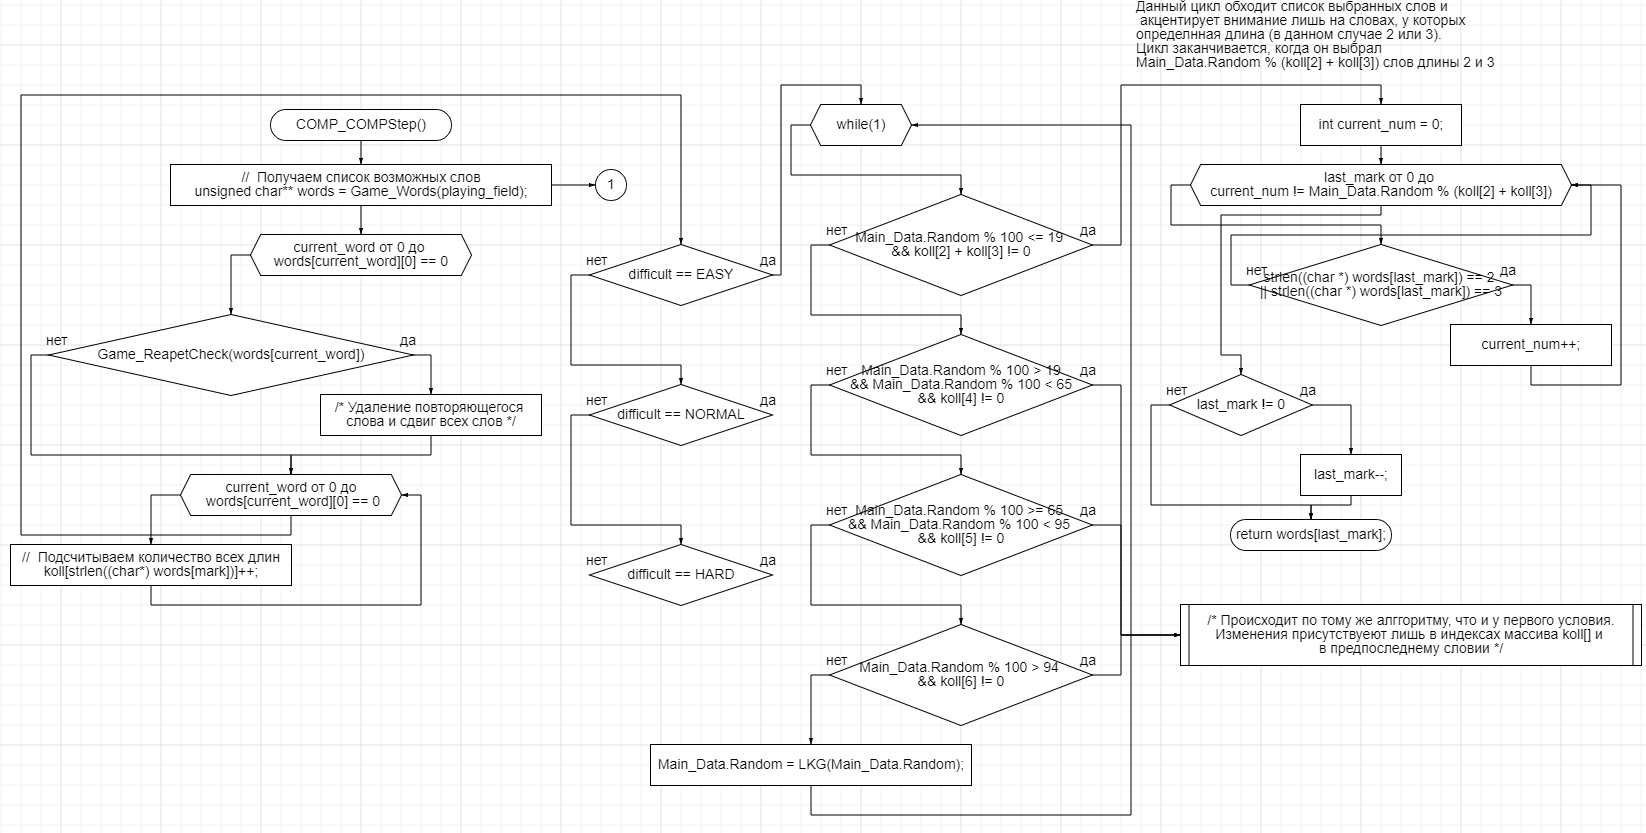 Данный цикл обходит список выбранных слов и
акцентирует внимание лишь на словах, у которых
определнная длина (в данном случае 2 или 3).
Цикл заканчивается, когда он выбрал
Main_Data.Random % (koll[2] + koll[3]) слов длины 2 и 3
COMP_COMPStep()
// Получаем список возможных слов
unsigned char** words = Game_Words(playing_field);
1
current_word от 0 до
words[current_word][0] == 0
нет
да
Game_ReapetCheck(words[current_word])
/* Удаление повторяющегося
слова и сдвиг всех слов */
current_word от 0 до
words[current_word][0] == 0
// Подсчитываем количество всех длин
koll[strlen((char*) words[mark])]++;
нет
да
difficult == EASY
нет
да
difficult == NORMAL
нет
да
difficult == HARD
while(1)
нет
да
Main_Data.Random % 100 <= 19
&& koll[2] + koll[3] != 0
нет
да
Main_Data.Random % 100 > 19
&& Main_Data.Random % 100 < 65
&& koll[4] != 0
нет
да
Main_Data.Random % 100 >= 65
&& Main_Data.Random % 100 < 95
&& koll[5] != 0
нет
да
Main_Data.Random % 100 > 94
&& koll[6] != 0
Main_Data.Random = LKG(Main_Data.Random);
int current_num = 0;
last_mark от 0 до
current_num != Main_Data.Random % (koll[2] + koll[3])
нет
да
strlen((char *) words[last_mark]) == 2
|| strlen((char *) words[last_mark]) == 3
current_num++;
нет
да
last_mark != 0
last_mark--;
return words[last_mark];
/* Происходит по тому же алгторитму, что и у первого условия.
Изменения присутствуют лишь в индексах массива koll[] и
в предпоследнему словии */